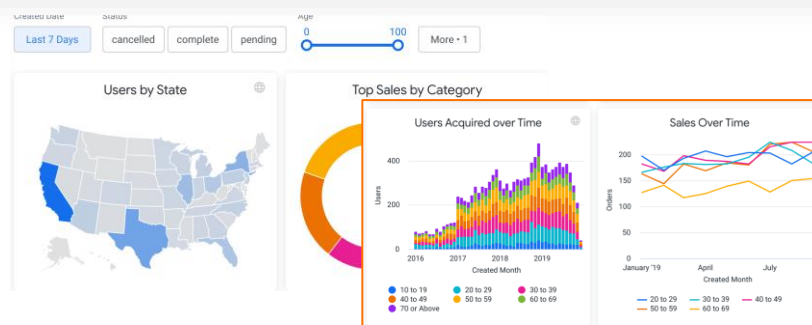 Created Date Status Age
Last 7 Days cancelled complete pending 0 100 More • 1
Users by State
Top Sales by Category
Users Acquired over Time
400
200
0
Users
2016 2017 2018 2019
Created Month
10 to 19 20 to 29 30 to 39
40 to 49 50 to 59 60 to 69
70 or Above
Sales Over Time
200
150
100
50
0
Orders
January '19 April July
Created Month
20 to 29 30 to 39 40 to 49
50 to 59 60 to 69